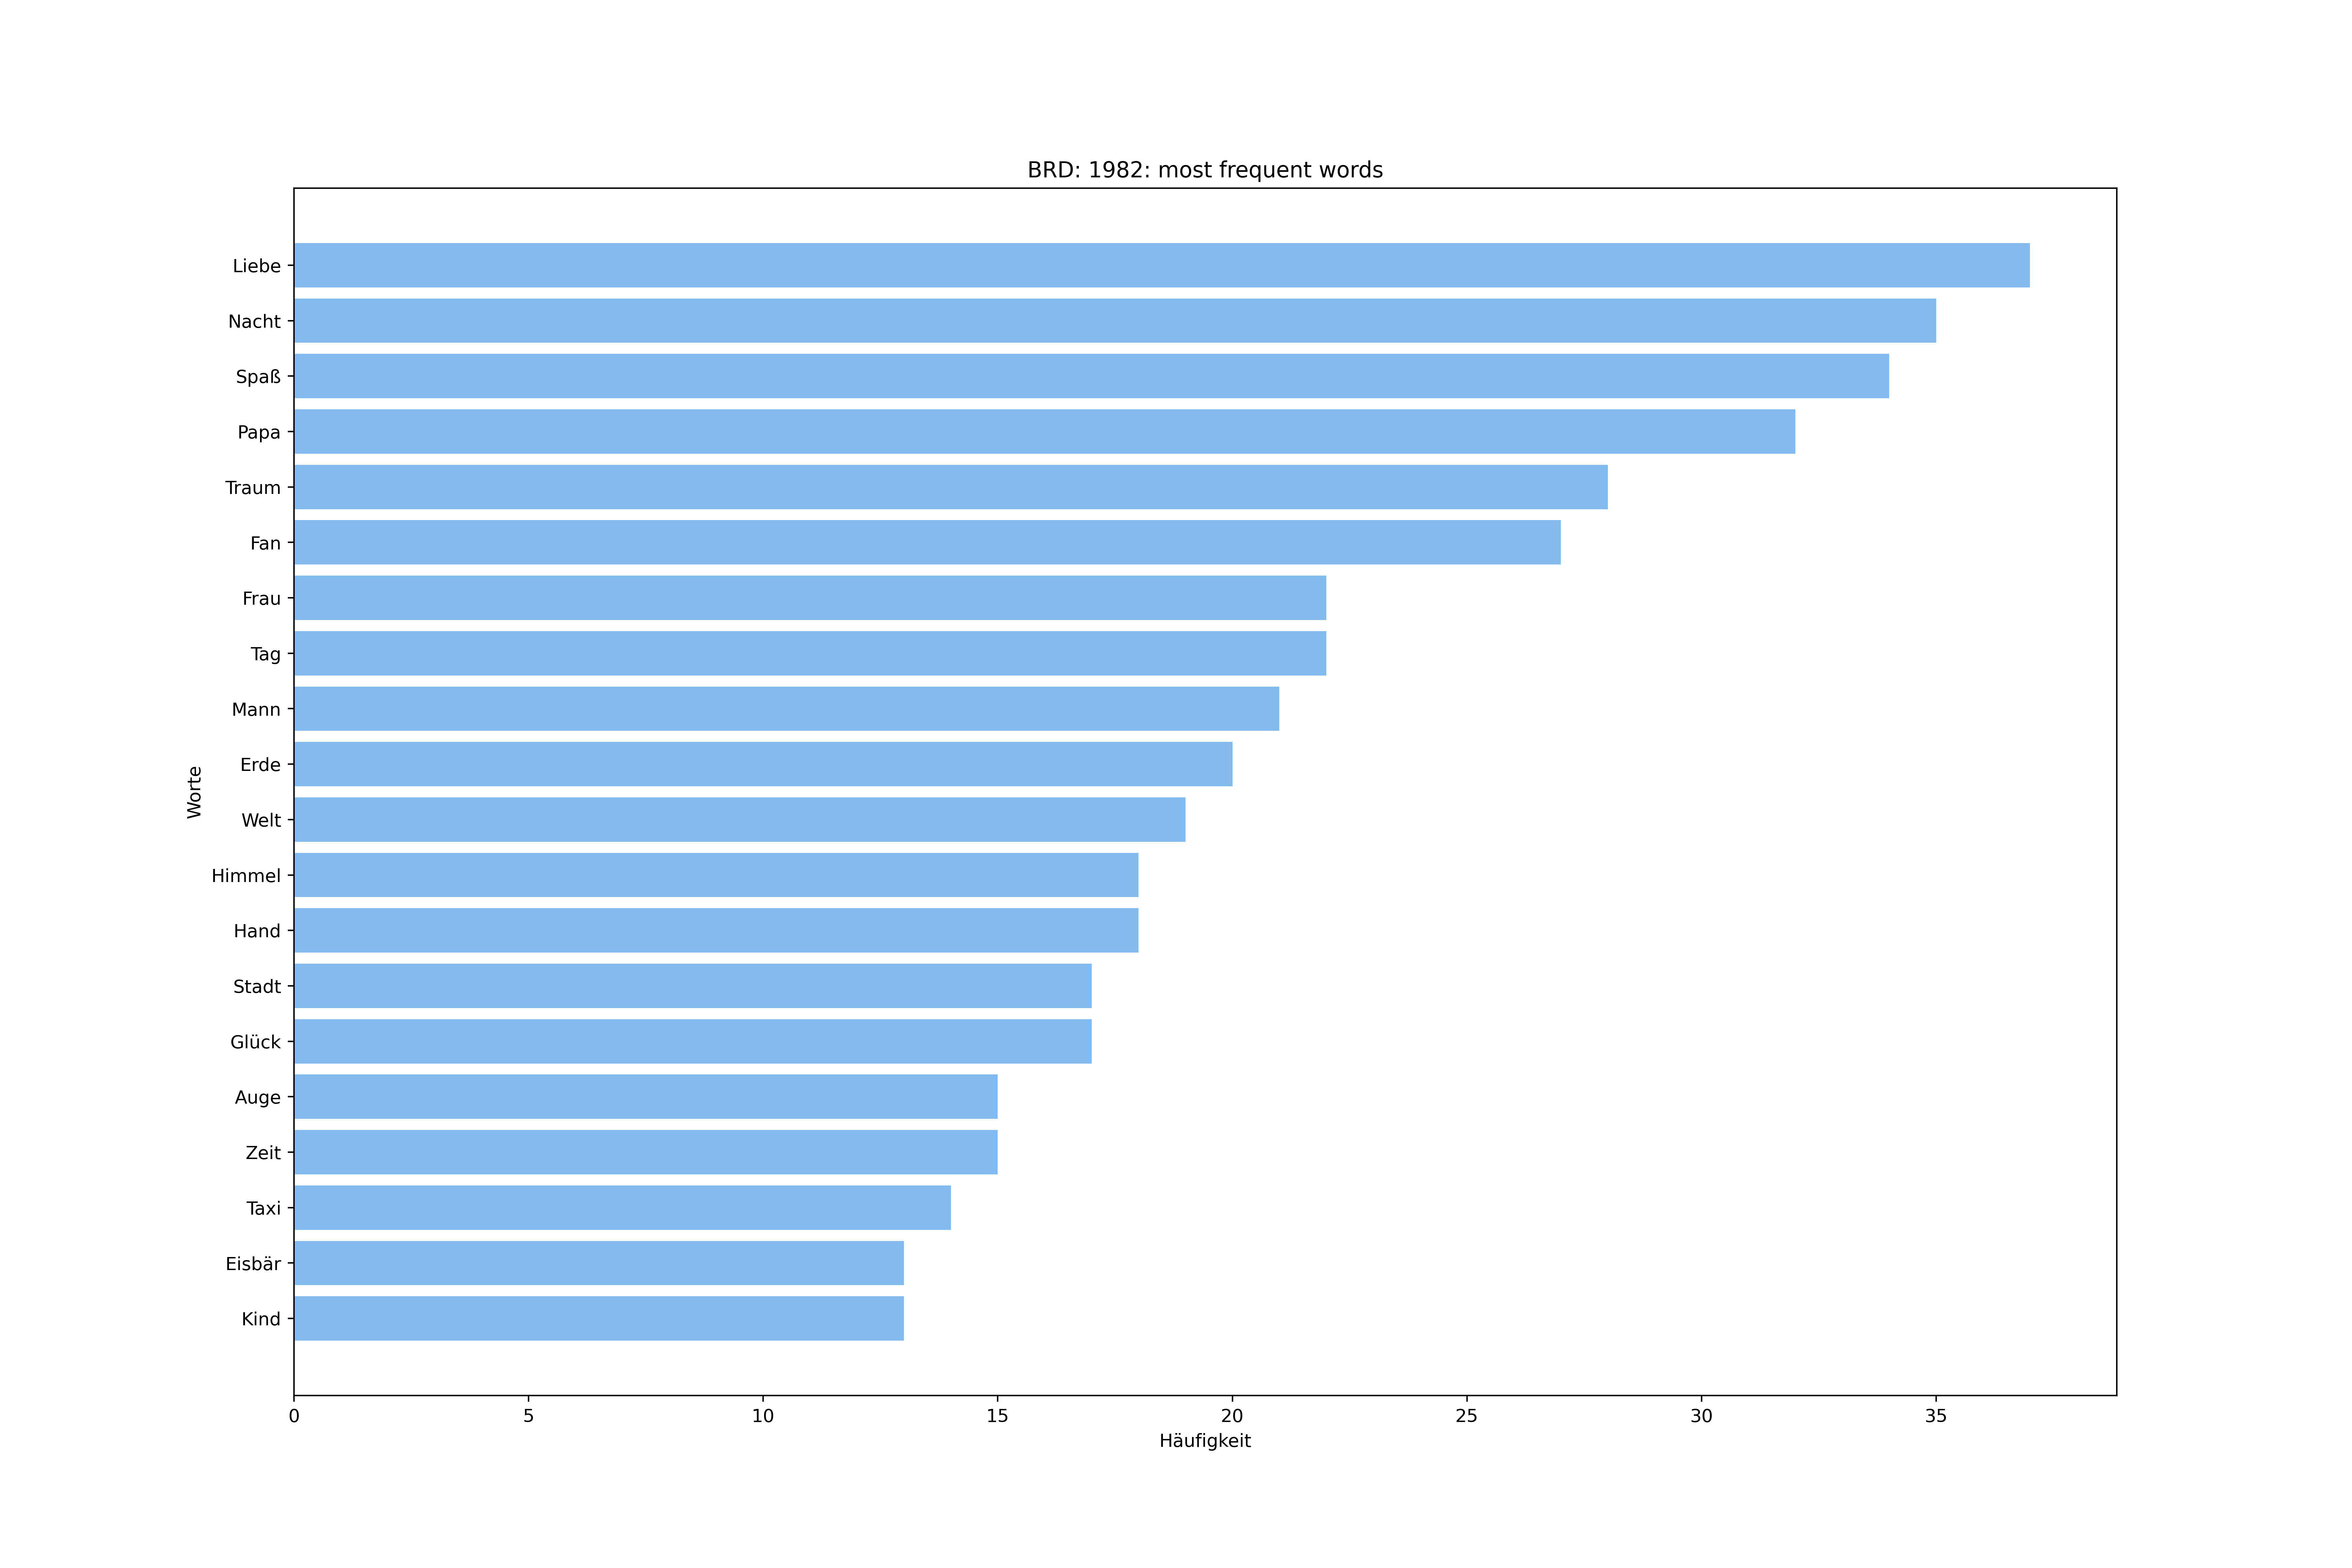 BRD: 1982: most frequent words
Liebe
Nacht
Spaß
Papa
Traum
Fan
Frau
Tag
Mann
Erde
Welt
Himmel
Hand
Stadt
Glück
Auge
Zeit
Taxi
Eisbär
Kind
Worte
0 5 10 15 20 25 30 35
Häufigkeit